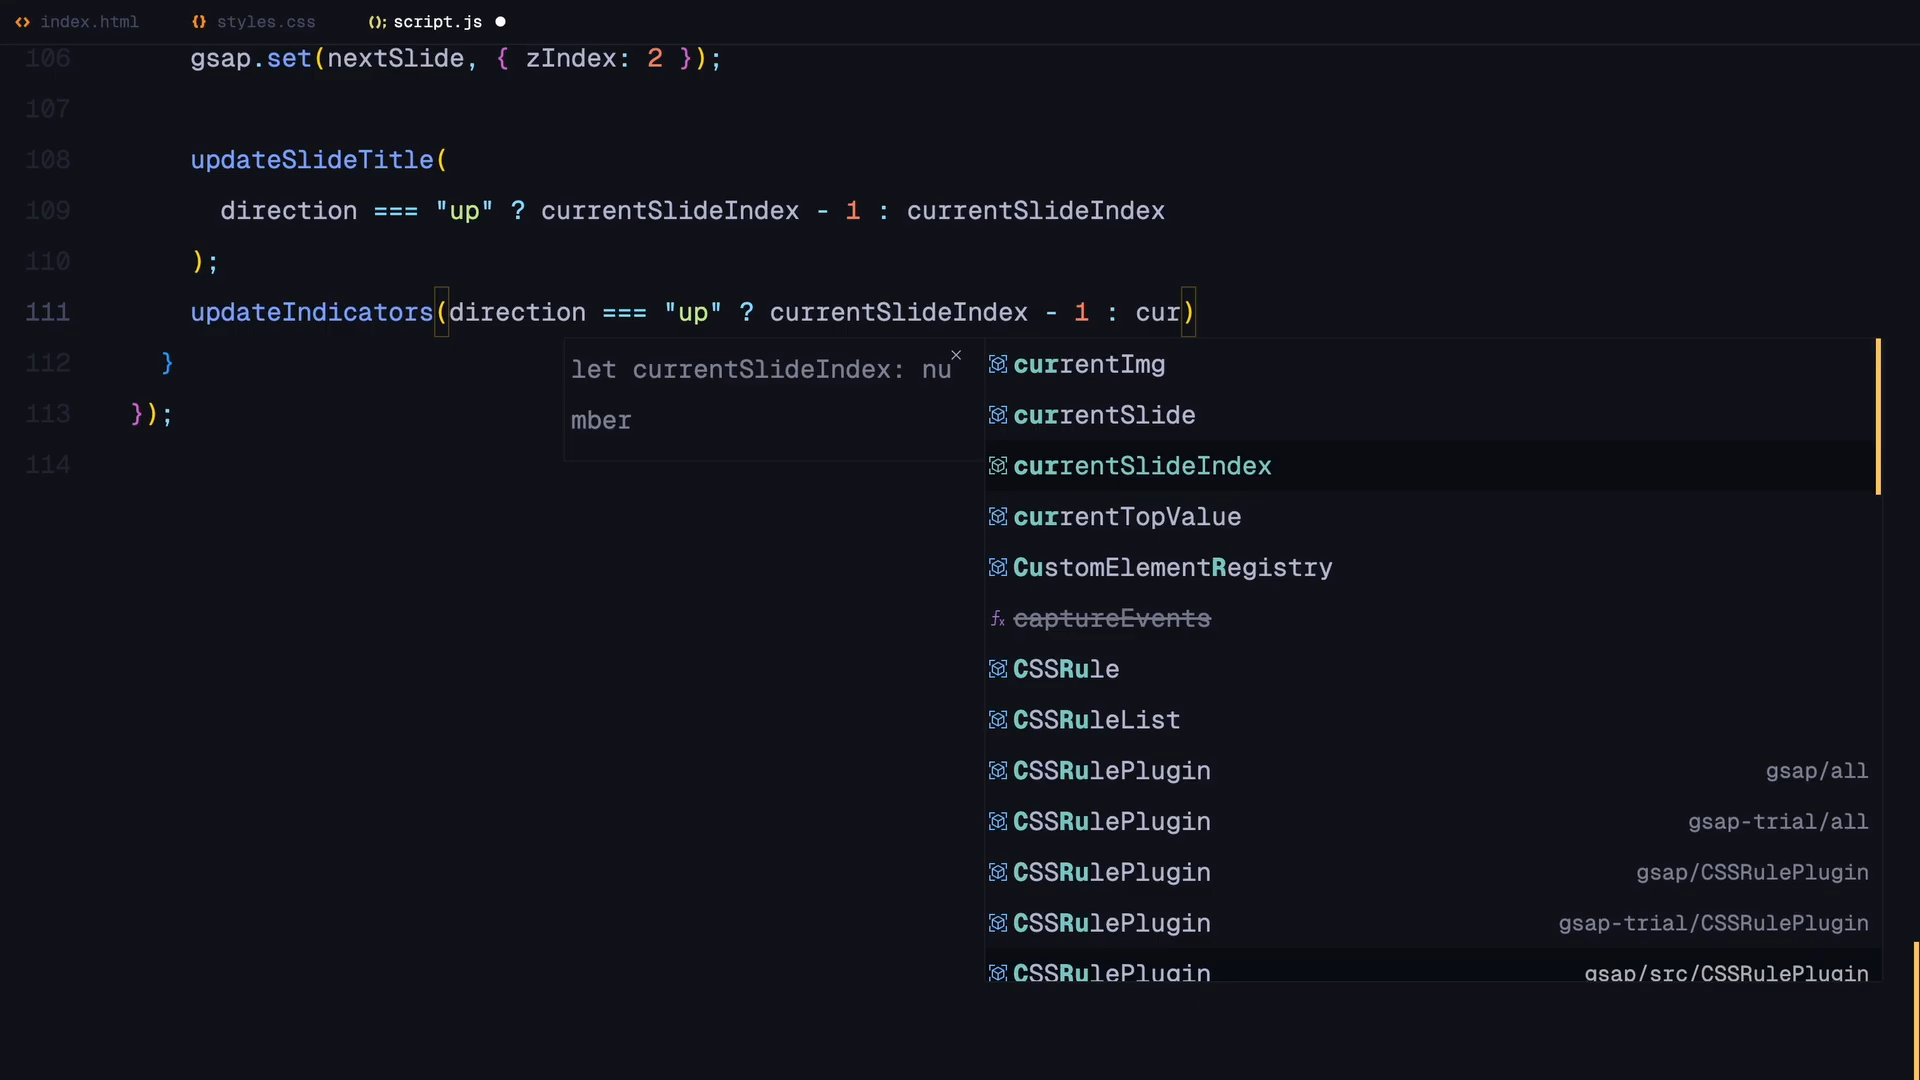 index.html styles.css script.js
106 gsap.set(nextSlide, { zIndex: 2 });
107
108 updateSlideTitle(
109 direction === "up" ? currentSlideIndex - 1 : currentSlideIndex
110 );
111 updateIndicators(direction === "up" ? currentSlideIndex - 1 : cur)
112 }
113 });
114
let currentSlideIndex: nu
mber
currentImg
currentSlide
currentSlideIndex
currentTopValue
CustomElementRegistry
captureEvents
CSSRule
CSSRuleList
CSSRulePlugin gsap/all
CSSRulePlugin gsap-trial/all
CSSRulePlugin gsap/CSSRulePlugin
CSSRulePlugin gsap-trial/CSSRulePlugin
CSSRulePlugin gsap/src/CSSRulePlugin